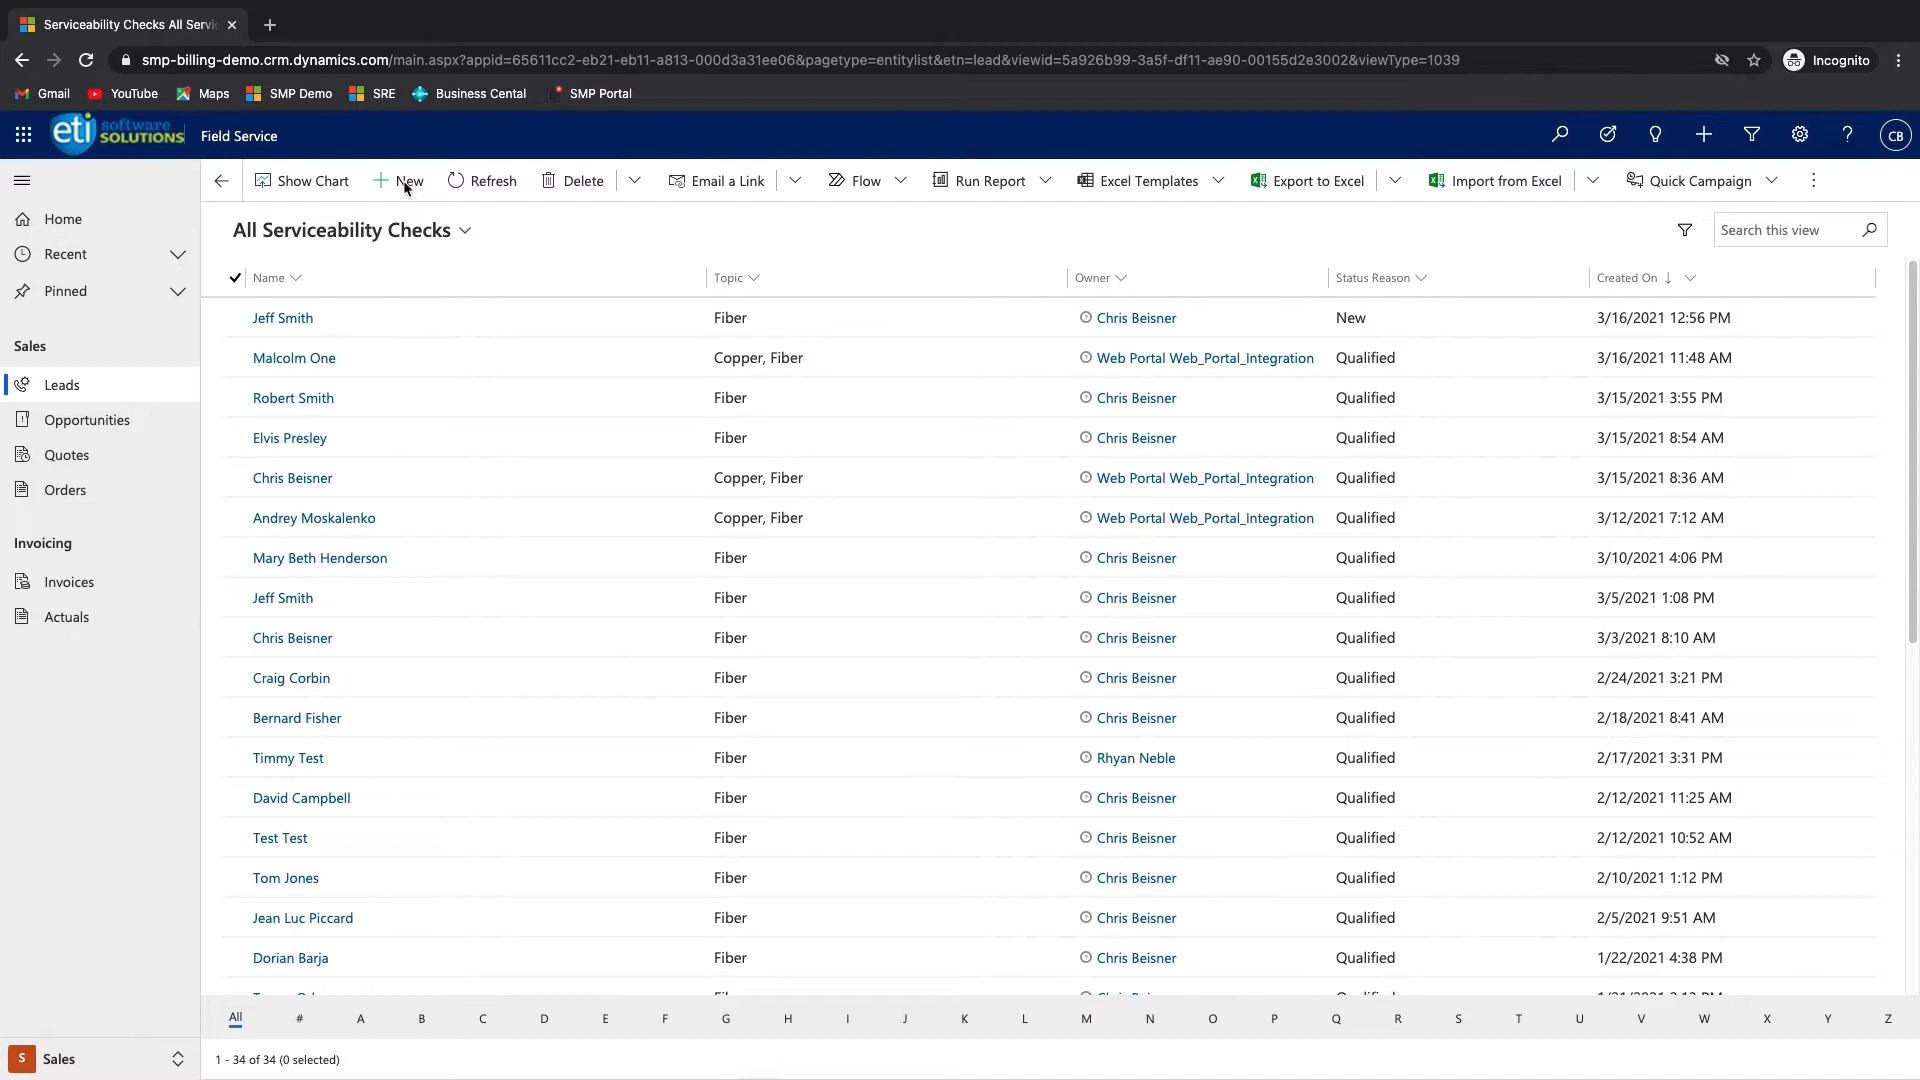 Serviceability Checks All Servi
smp-billing-demo.crm.dynamics.com/main.aspx?appid=65611cc2-eb21-eb11-a813-000d3a31ee06&pagetype=entitylist&etn=lead&viewid=5a926b99-3a5f-df11-ae90-00155d2e3002&viewType=1039
Incognito
Gmail YouTube Maps SMP Demo SRE Business Cental SMP Portal
eti software SOLUTIONS Field Service CB
Show Chart New Refresh Delete Email a Link Flow Run Report Excel Templates Export to Excel Import from Excel Quick Campaign
Home
Recent
Pinned
Sales
Leads
Opportunities
Quotes
Orders
Invoicing
Invoices
Actuals
S Sales
All Serviceability Checks Search this view
Name Topic Owner Status Reason Created On
Jeff Smith Fiber Chris Beisner New 3/16/2021 12:56 PM
Malcolm One Copper, Fiber Web Portal Web_Portal_Integration Qualified 3/16/2021 11:48 AM
Robert Smith Fiber Chris Beisner Qualified 3/15/2021 3:55 PM
Elvis Presley Fiber Chris Beisner Qualified 3/15/2021 8:54 AM
Chris Beisner Copper, Fiber Web Portal Web_Portal_Integration Qualified 3/15/2021 8:36 AM
Andrey Moskalenko Copper, Fiber Web Portal Web_Portal_Integration Qualified 3/12/2021 7:12 AM
Mary Beth Henderson Fiber Chris Beisner Qualified 3/10/2021 4:06 PM
Jeff Smith Fiber Chris Beisner Qualified 3/5/2021 1:08 PM
Chris Beisner Fiber Chris Beisner Qualified 3/3/2021 8:10 AM
Craig Corbin Fiber Chris Beisner Qualified 2/24/2021 3:21 PM
Bernard Fisher Fiber Chris Beisner Qualified 2/18/2021 8:41 AM
Timmy Test Fiber Rhyan Neble Qualified 2/17/2021 3:31 PM
David Campbell Fiber Chris Beisner Qualified 2/12/2021 11:25 AM
Test Test Fiber Chris Beisner Qualified 2/12/2021 10:52 AM
Tom Jones Fiber Chris Beisner Qualified 2/10/2021 1:12 PM
Jean Luc Piccard Fiber Chris Beisner Qualified 2/5/2021 9:51 AM
Dorian Barja Fiber Chris Beisner Qualified 1/22/2021 4:38 PM
All # A B C D E F G H I J K L M N O P Q R S T U V W X Y Z
1 - 34 of 34 (0 selected)